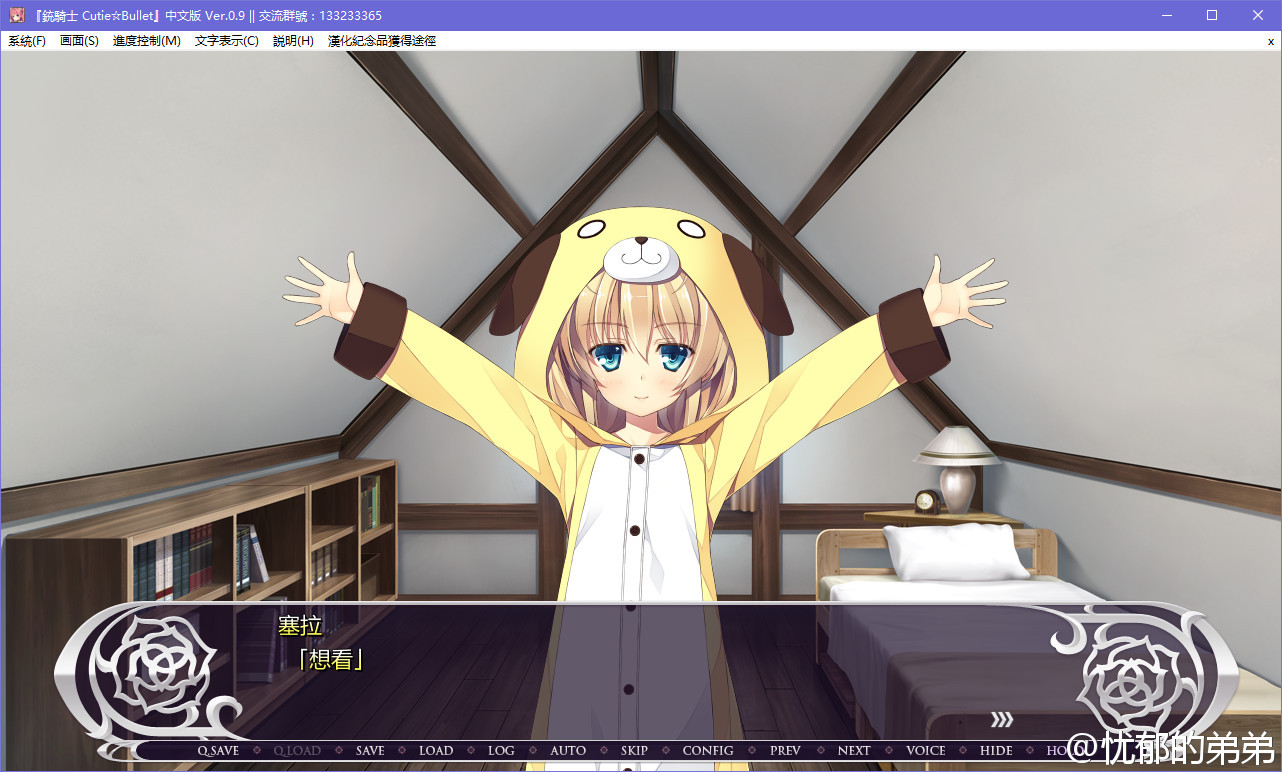 『銃騎士 Cutie☆Bullet』中文版 Ver.0.9 || 交流群號：133233365
系統(F) 画面(S) 進度控制(M) 文字表示(C) 説明(H) 漢化紀念品獲得途徑 x
塞拉
「想看」
Q.SAVE Q.LOAD SAVE LOAD LOG AUTO SKIP CONFIG PREV NEXT VOICE HIDE
@忧郁的弟弟